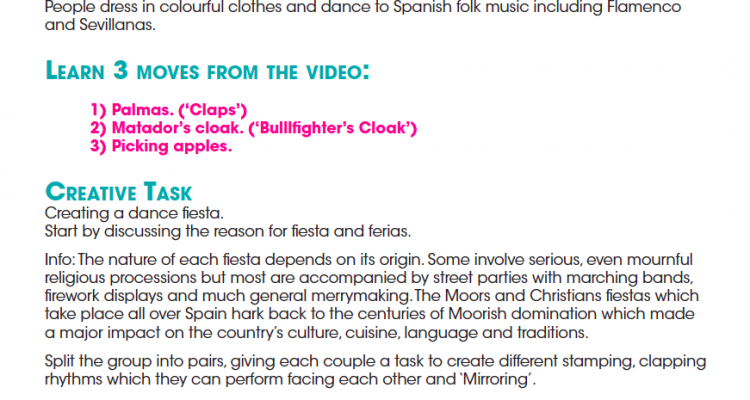 People dress in colourful clothes and dance to Spanish folk music including Flamenco
and Sevillanas.
Learn 3 moves from the video:
1) Palmas. (‘Claps’)
2) Matador’s cloak. (‘Bulllfighter’s Cloak’)
3) Picking apples.
Creative Task
Creating a dance fiesta.
Start by discussing the reason for fiesta and ferias.
Info: The nature of each fiesta depends on its origin. Some involve serious, even mournful
religious processions but most are accompanied by street parties with marching bands,
firework displays and much general merrymaking. The Moors and Christians fiestas which
take place all over Spain hark back to the centuries of Moorish domination which made
a major impact on the country’s culture, cuisine, language and traditions.
Split the group into pairs, giving each couple a task to create different stamping, clapping
rhythms which they can perform facing each other and ‘Mirroring’.